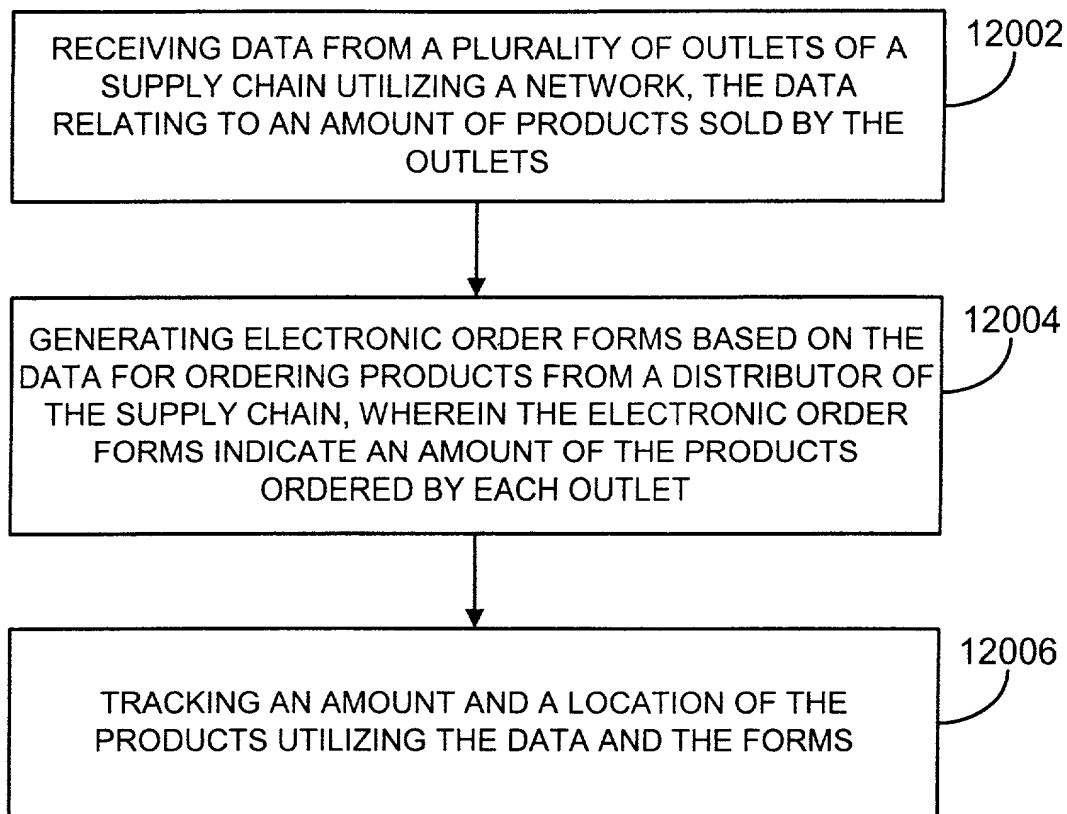 RECEIVING DATA FROM A PLURALITY OF OUTLETS OF A
SUPPLY CHAIN UTILIZING A NETWORK, THE DATA
RELATING TO AN AMOUNT OF PRODUCTS SOLD BY THE
OUTLETS
12002
GENERATING ELECTRONIC ORDER FORMS BASED ON THE
DATA FOR ORDERING PRODUCTS FROM A DISTRIBUTOR OF
THE SUPPLY CHAIN, WHEREIN THE ELECTRONIC ORDER
FORMS INDICATE AN AMOUNT OF THE PRODUCTS
ORDERED BY EACH OUTLET
12004
TRACKING AN AMOUNT AND A LOCATION OF THE
PRODUCTS UTILIZING THE DATA AND THE FORMS
12006